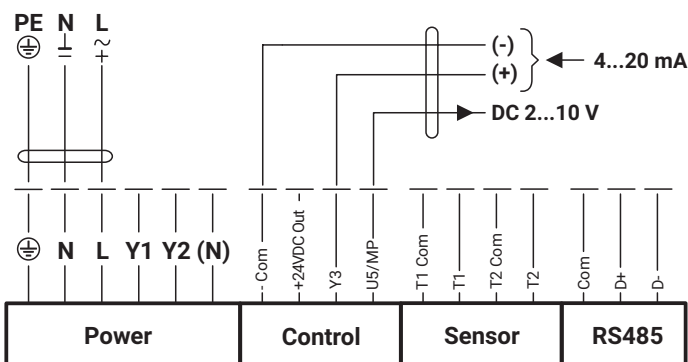 PE N L
(-)
(+)
4...20 mA
DC 2...10 V
N L Y1 Y2 (N)
- Com
+24VDC Out -
Y3
U5/MP
T1 Com
T1
T2 Com
T2
Com
D+
D-
Power
Control
Sensor
RS485